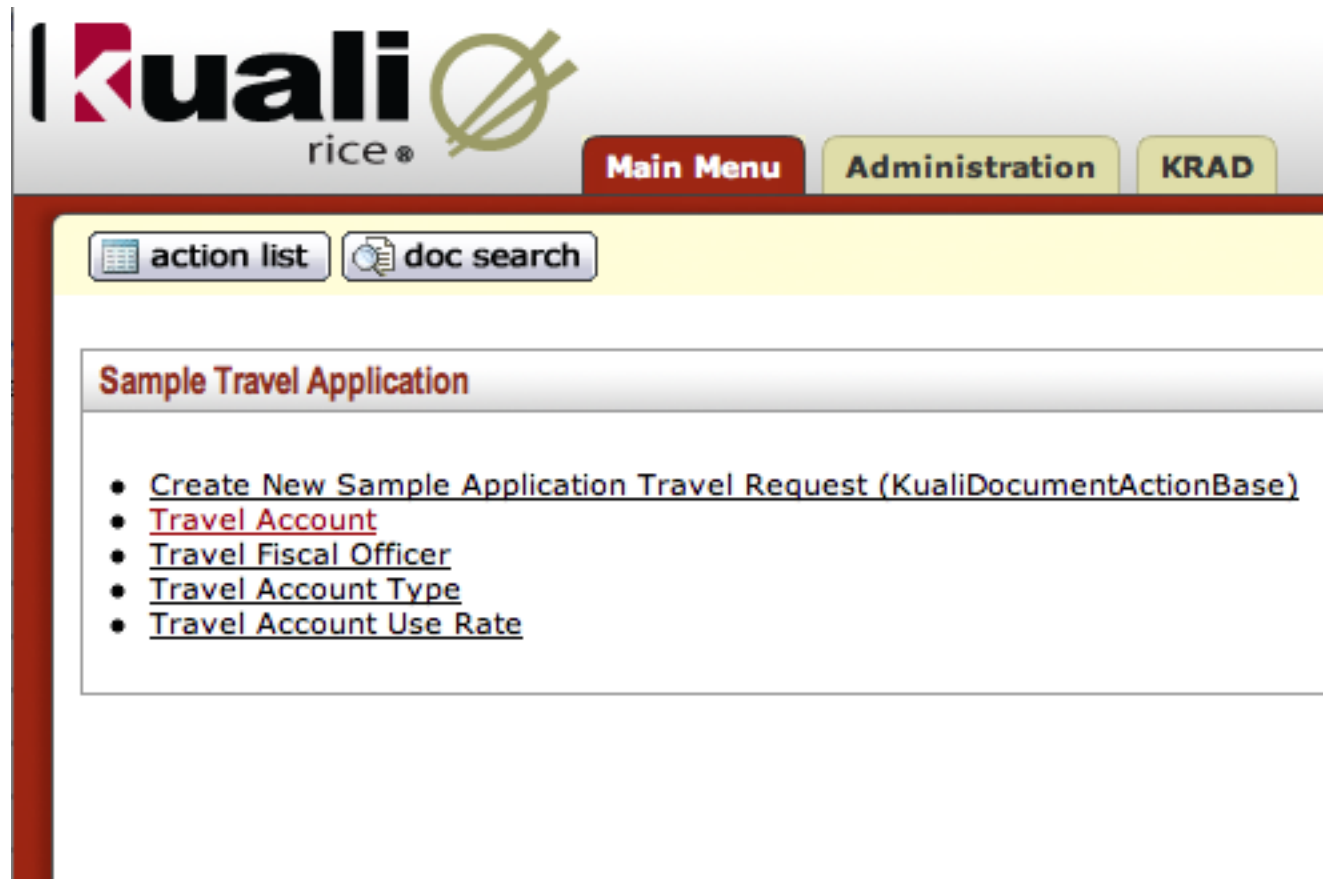 kuali
rice®
Main Menu Administration KRAD
action list doc search
Sample Travel Application
Create New Sample Application Travel Request (KualiDocumentActionBase)
Travel Account
Travel Fiscal Officer
Travel Account Type
Travel Account Use Rate